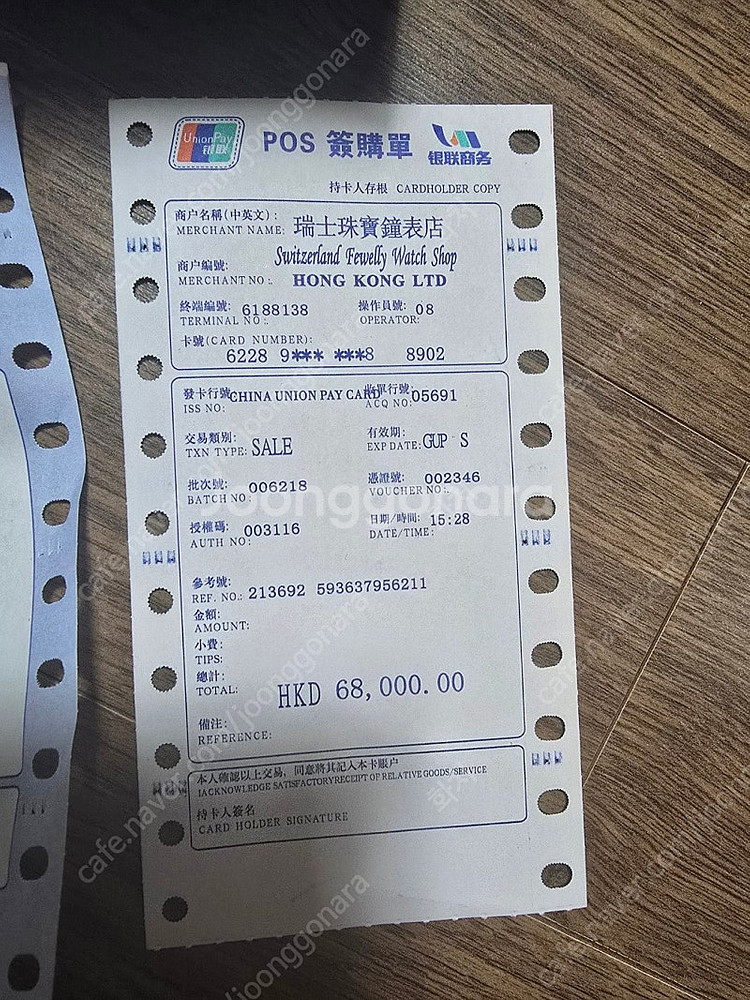 UnionPay
银联
POS 簽購單
银联商务
持卡人存根 CARDHOLDER COPY
商户名稱(中英文):
MERCHANT NAME: 瑞士珠寶鐘表店
Switzerland Fewelly Watch Shop
商户編號:
MERCHANT NO.: HONG KONG LTD
終端編號: 6188138 操作員號: 08
TERMINAL NO.: OPERATOR:
卡號(CARD NUMBER):
6228 9*** ***8 8902
發卡行號 CHINA UNION PAY CARD 收單行號
ISS NO: ACQ NO: 05691
交易類別: 有效期:
TXN TYPE: SALE EXP DATE: GUP S
批次號: 006218 憑證號: 002346
BATCH NO: VOUCHER NO.:
授權碼: 003116 日期/時間: 15:28
AUTH NO: DATE/TIME:
參考號:
REF. NO.: 213692 593637956211
金額:
AMOUNT:
小費:
TIPS:
總計:
TOTAL: HKD 68,000.00
備注:
REFERENCE:
本人確認以上交易, 同意將其記入本卡賬户
IACKNOWLEDGE SATISFACTORYRECEIPT OF RELATIVE GOODS/SERVICE
持卡人簽名
CARD HOLDER SIGNATURE
Joonggonara
cafe.naver.com/joonggonara